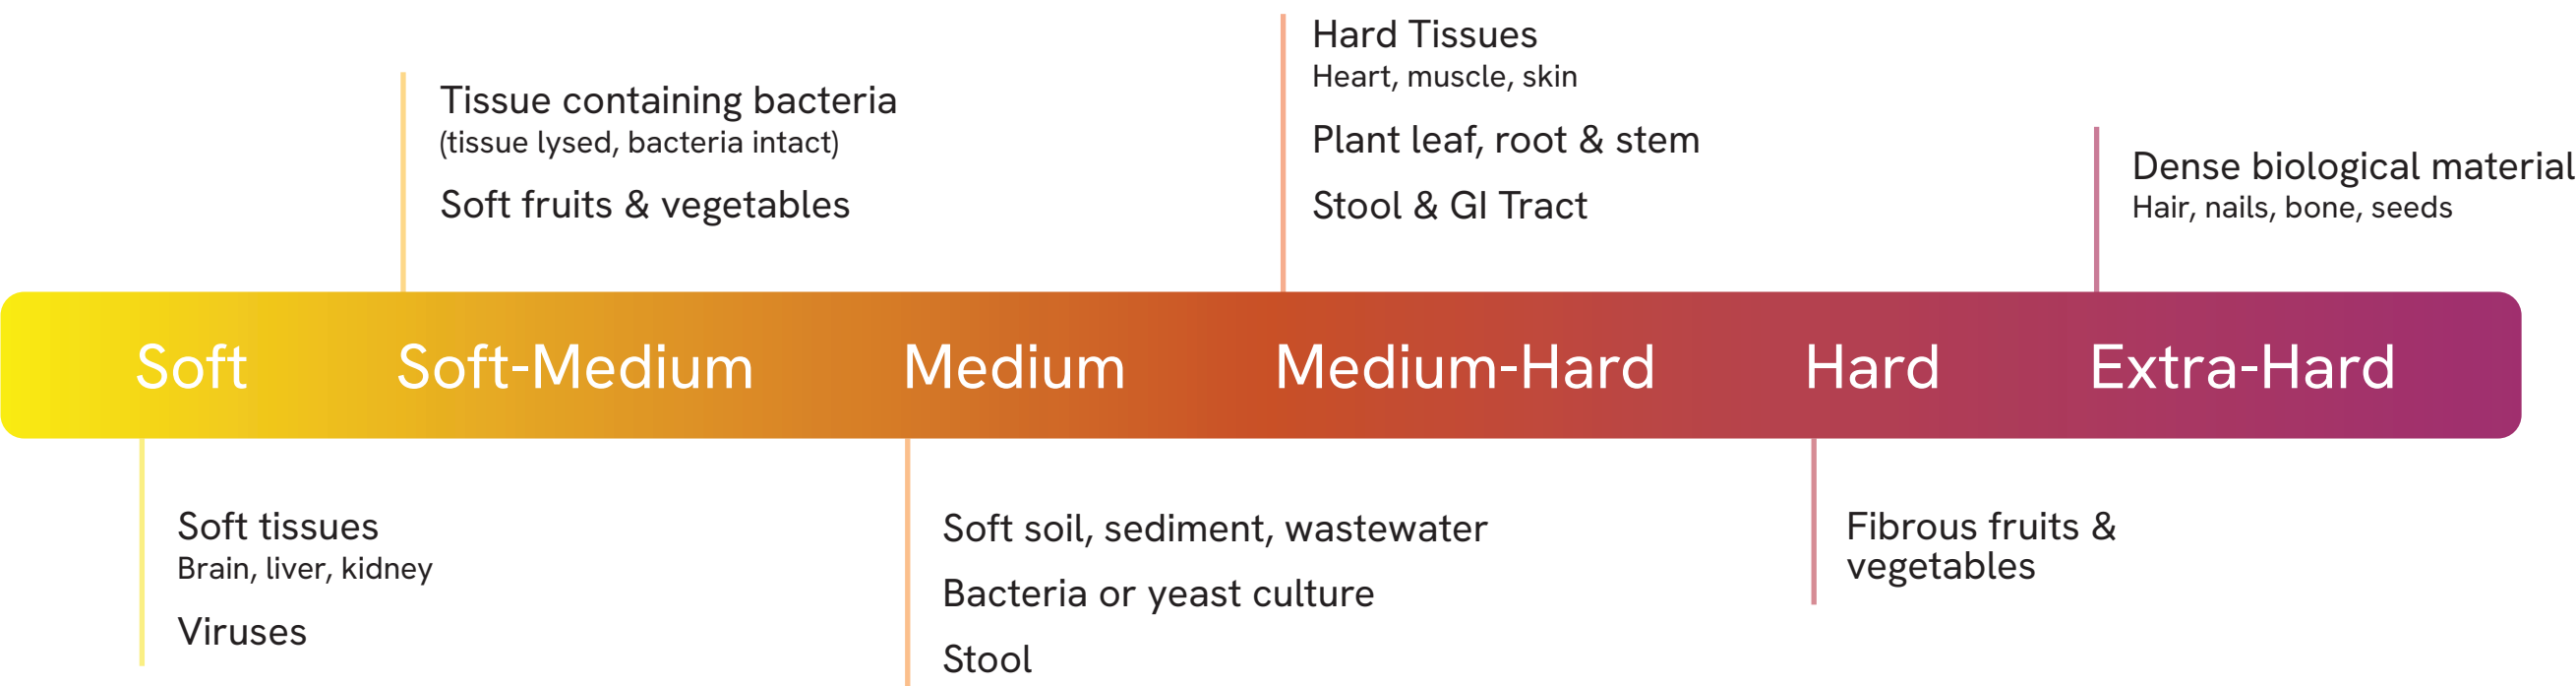 Tissue containing bacteria
(tissue lysed, bacteria intact)
Soft fruits & vegetables
Hard Tissues
Heart, muscle, skin
Plant leaf, root & stem
Stool & GI Tract
Dense biological material
Hair, nails, bone, seeds
Soft
Soft-Medium
Medium
Medium-Hard
Hard
Extra-Hard
Soft tissues
Brain, liver, kidney
Viruses
Soft soil, sediment, wastewater
Bacteria or yeast culture
Stool
Fibrous fruits &
vegetables